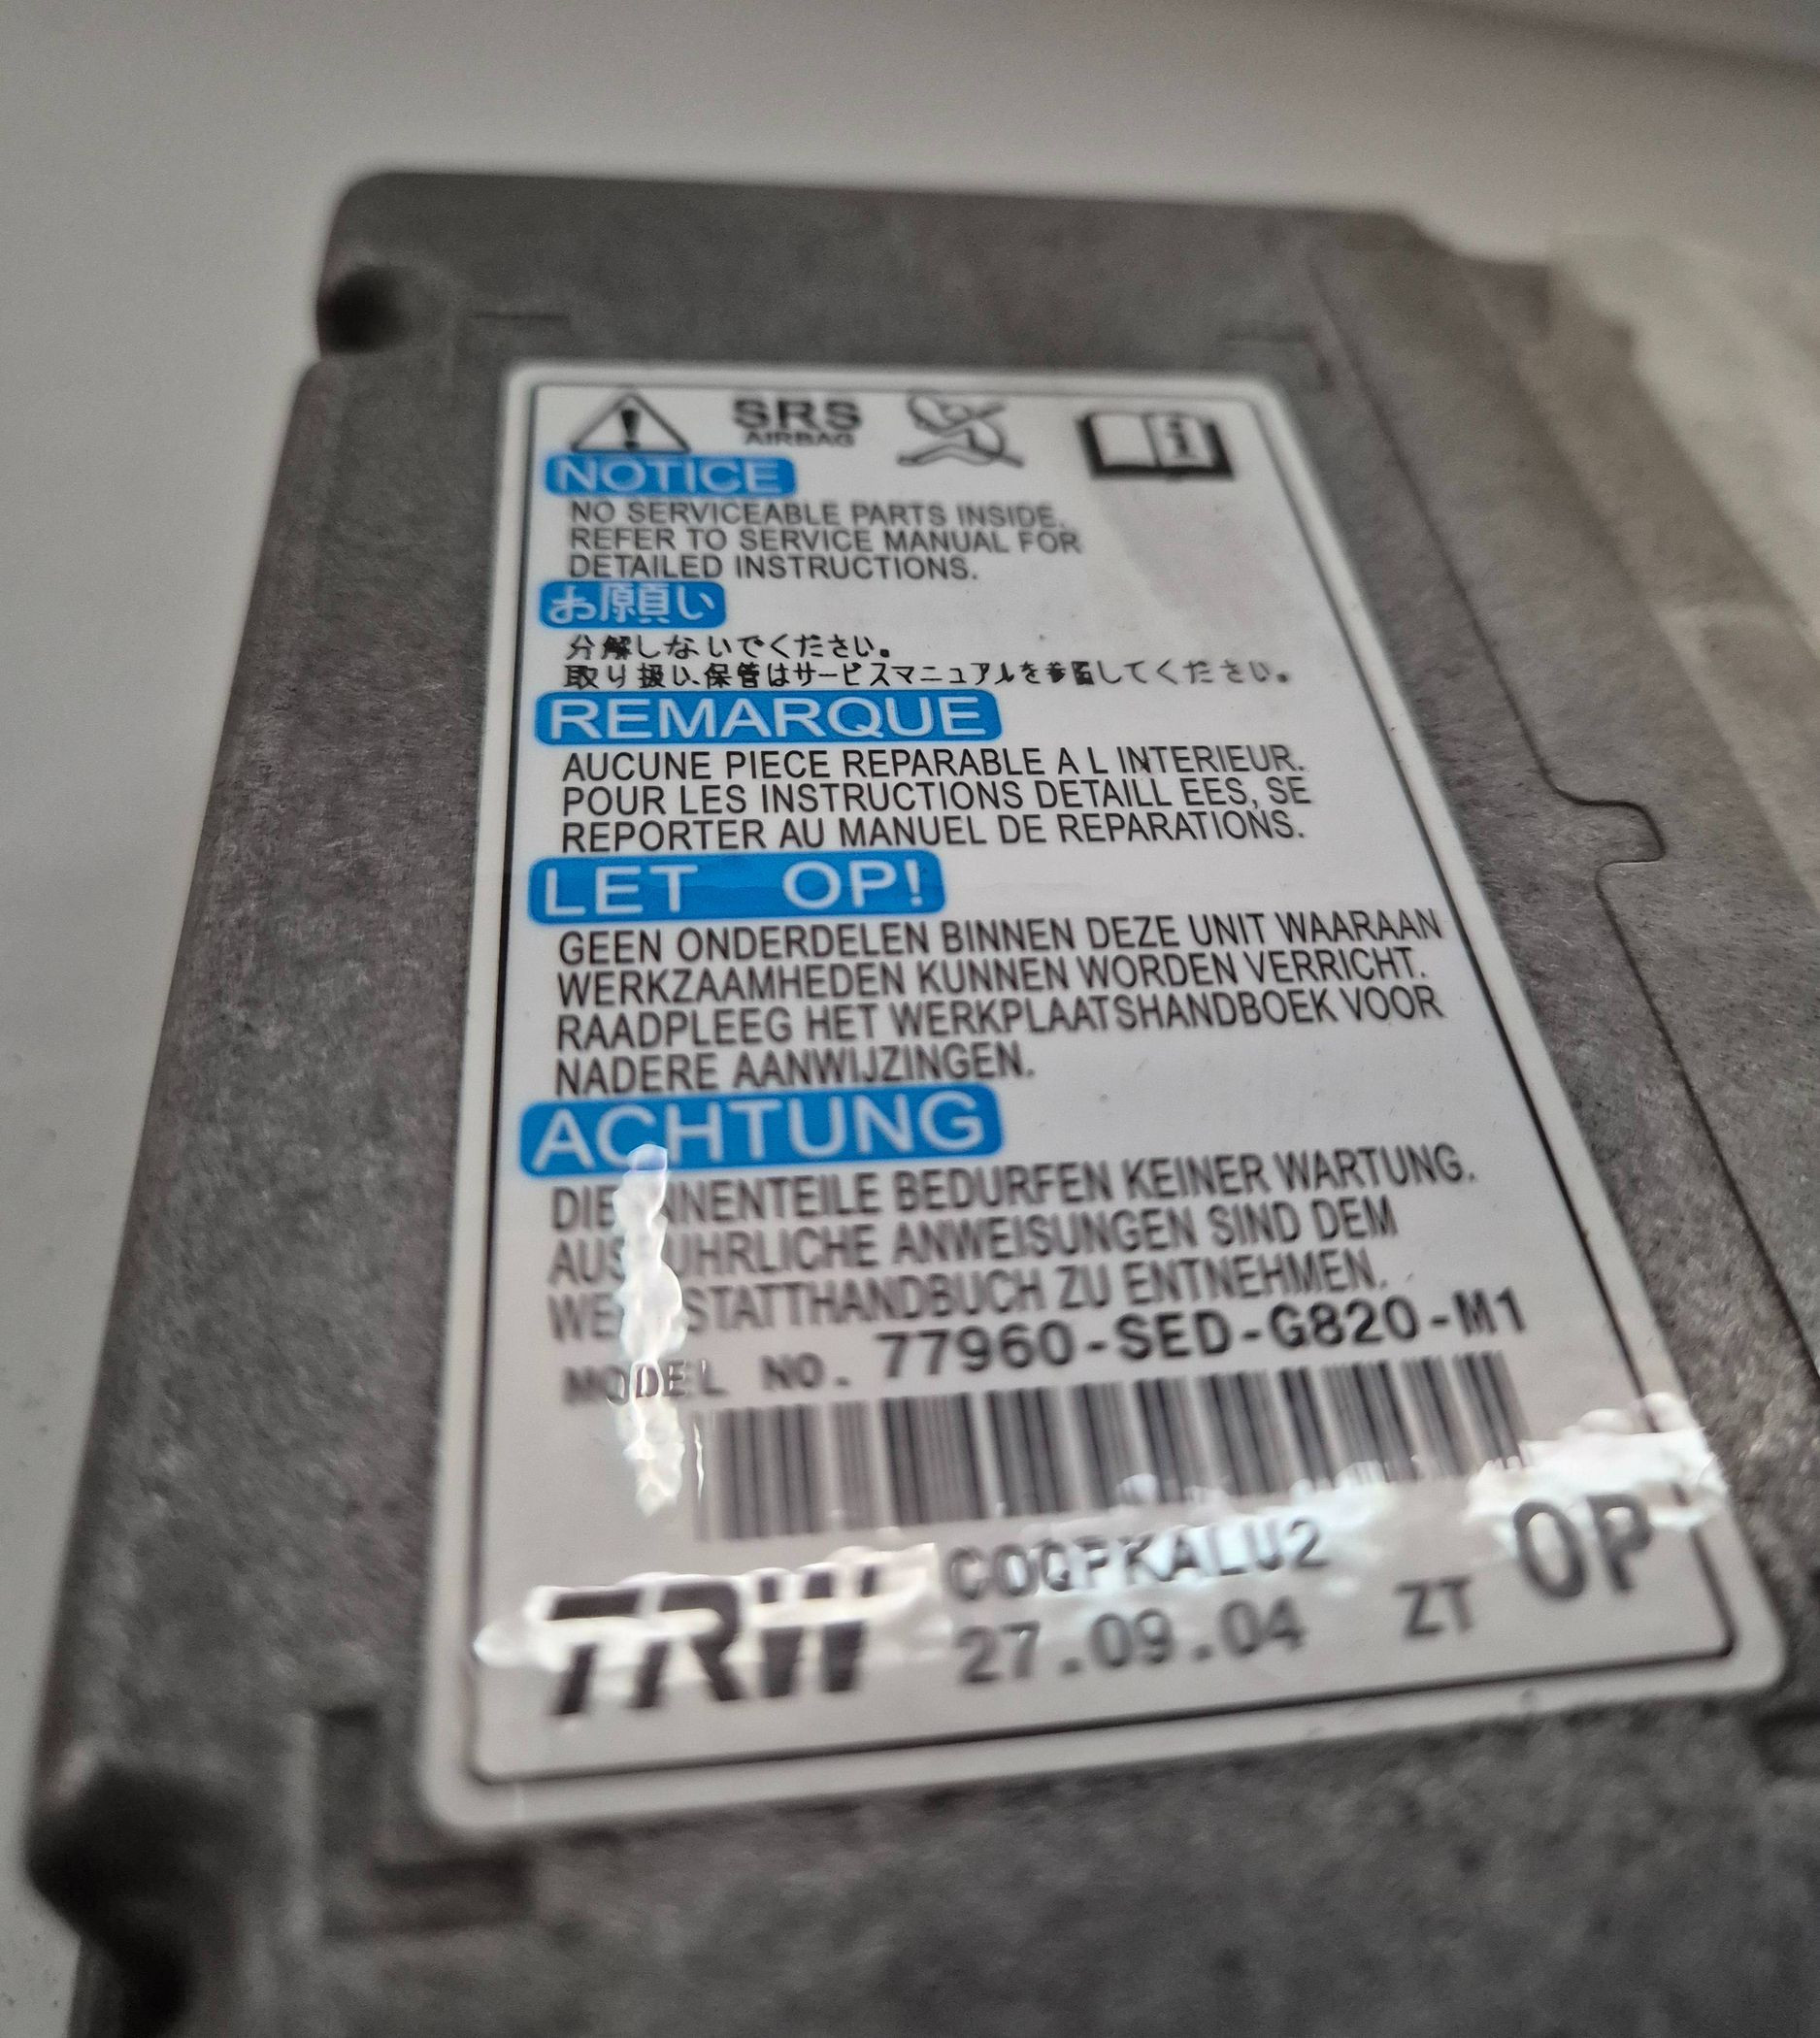 SRS
AIRBAG
NOTICE
NO SERVICEABLE PARTS INSIDE.
REFER TO SERVICE MANUAL FOR
DETAILED INSTRUCTIONS.
お願い
分解しないでください。
取り扱い、保管はサービスマニュアルを参照してください。
REMARQUE
AUCUNE PIECE REPARABLE A L INTERIEUR.
POUR LES INSTRUCTIONS DETAILL EES, SE
REPORTER AU MANUEL DE REPARATIONS.
LET OP!
GEEN ONDERDELEN BINNEN DEZE UNIT WAARAAN
WERKZAAMHEDEN KUNNEN WORDEN VERRICHT.
RAADPLEEG HET WERKPLAATSHANDBOEK VOOR
NADERE AANWIJZINGEN.
ACHTUNG
DIE INNENTEILE BEDURFEN KEINER WARTUNG.
AUSFUHRLICHE ANWEISUNGEN SIND DEM
WERKSTATTHANDBUCH ZU ENTNEHMEN.
MODEL NO. 77960-SED-G820-M1
TRW
27.09.04 ZT OP